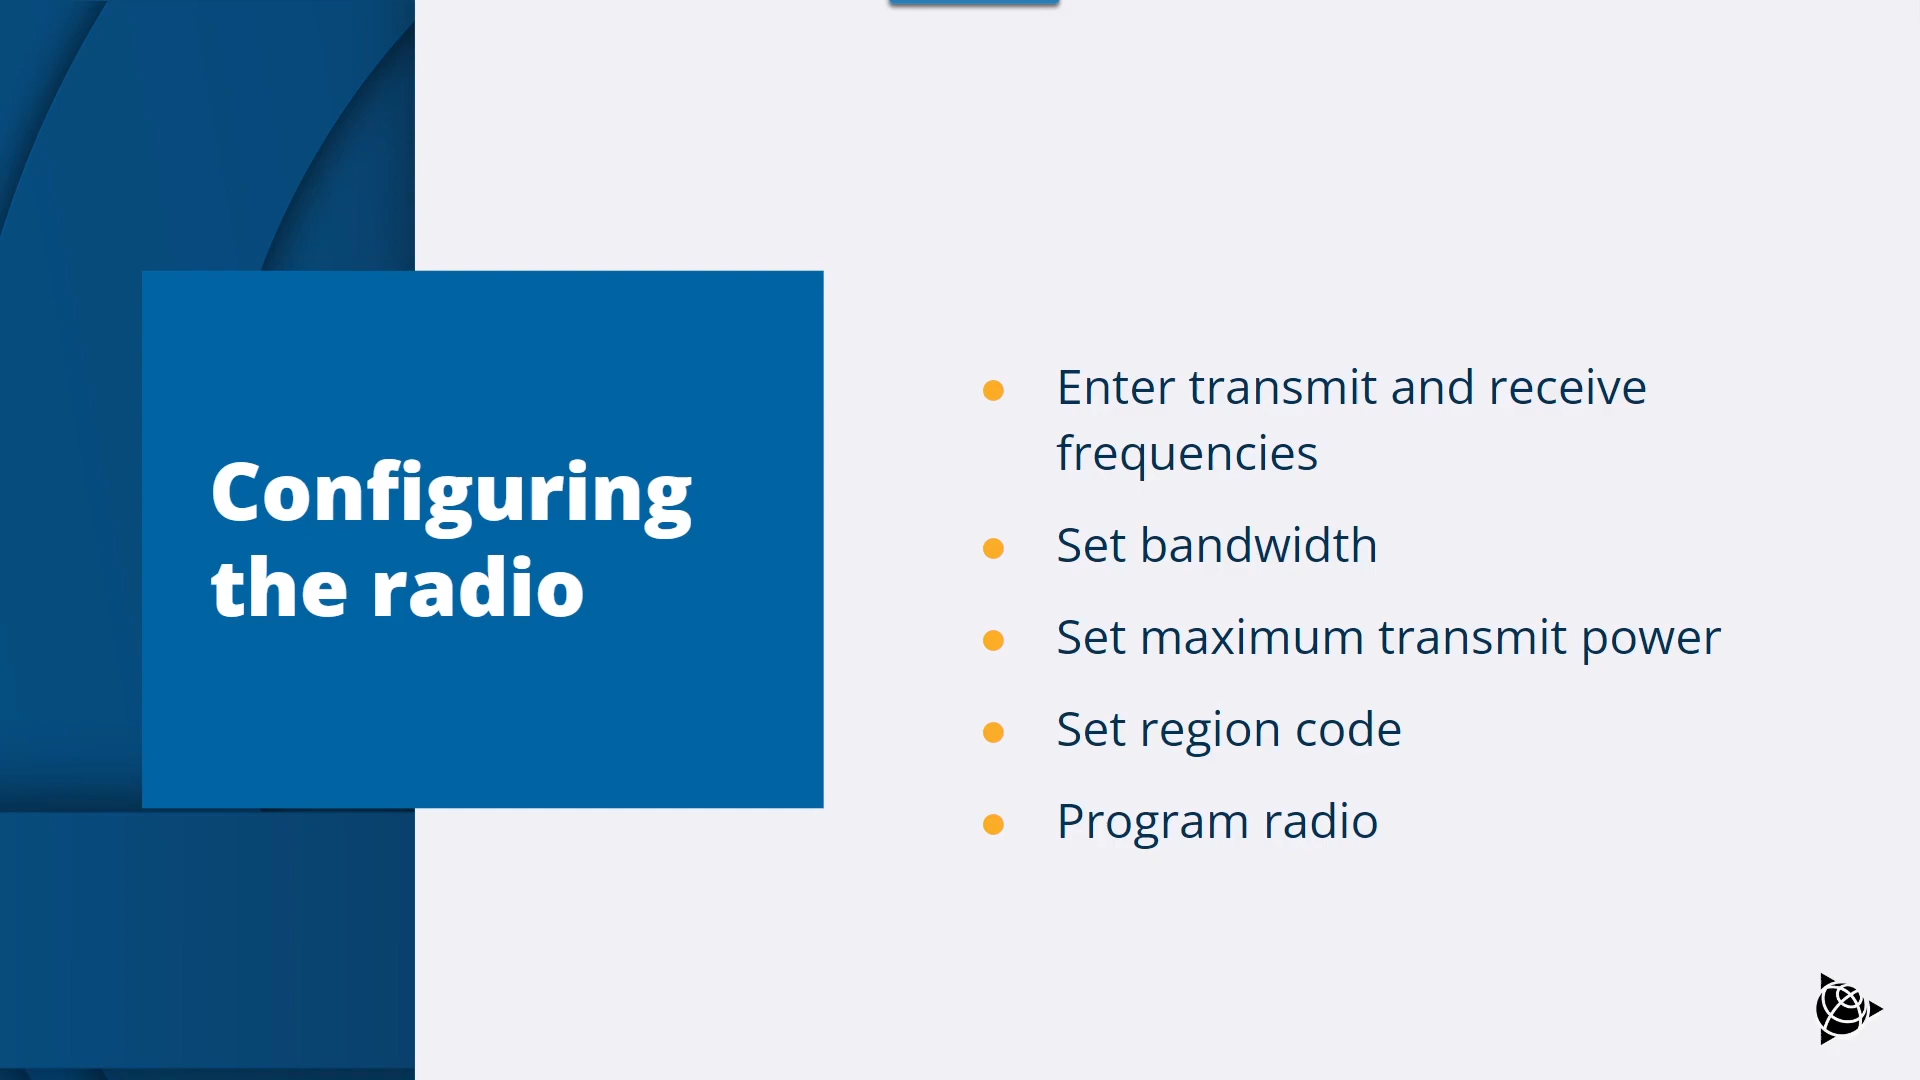 Configuring
the radio
Enter transmit and receive
frequencies
Set bandwidth
Set maximum transmit power
Set region code
Program radio